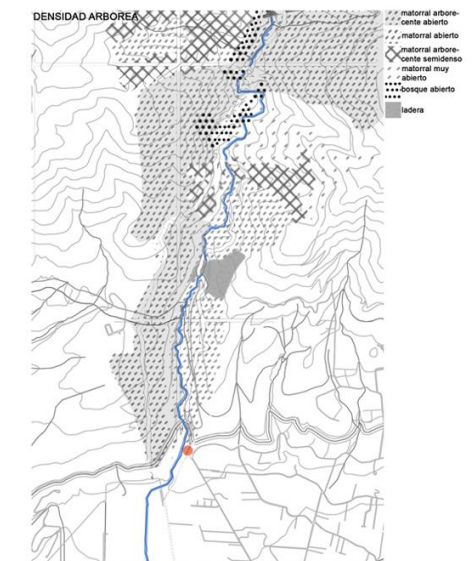 DENSIDAD ARBOREA
matorral arbore-
cente abierto
matorral abierto
matorral arbore-
cente semidenso
matorral muy
abierto
bosque abierto
ladera